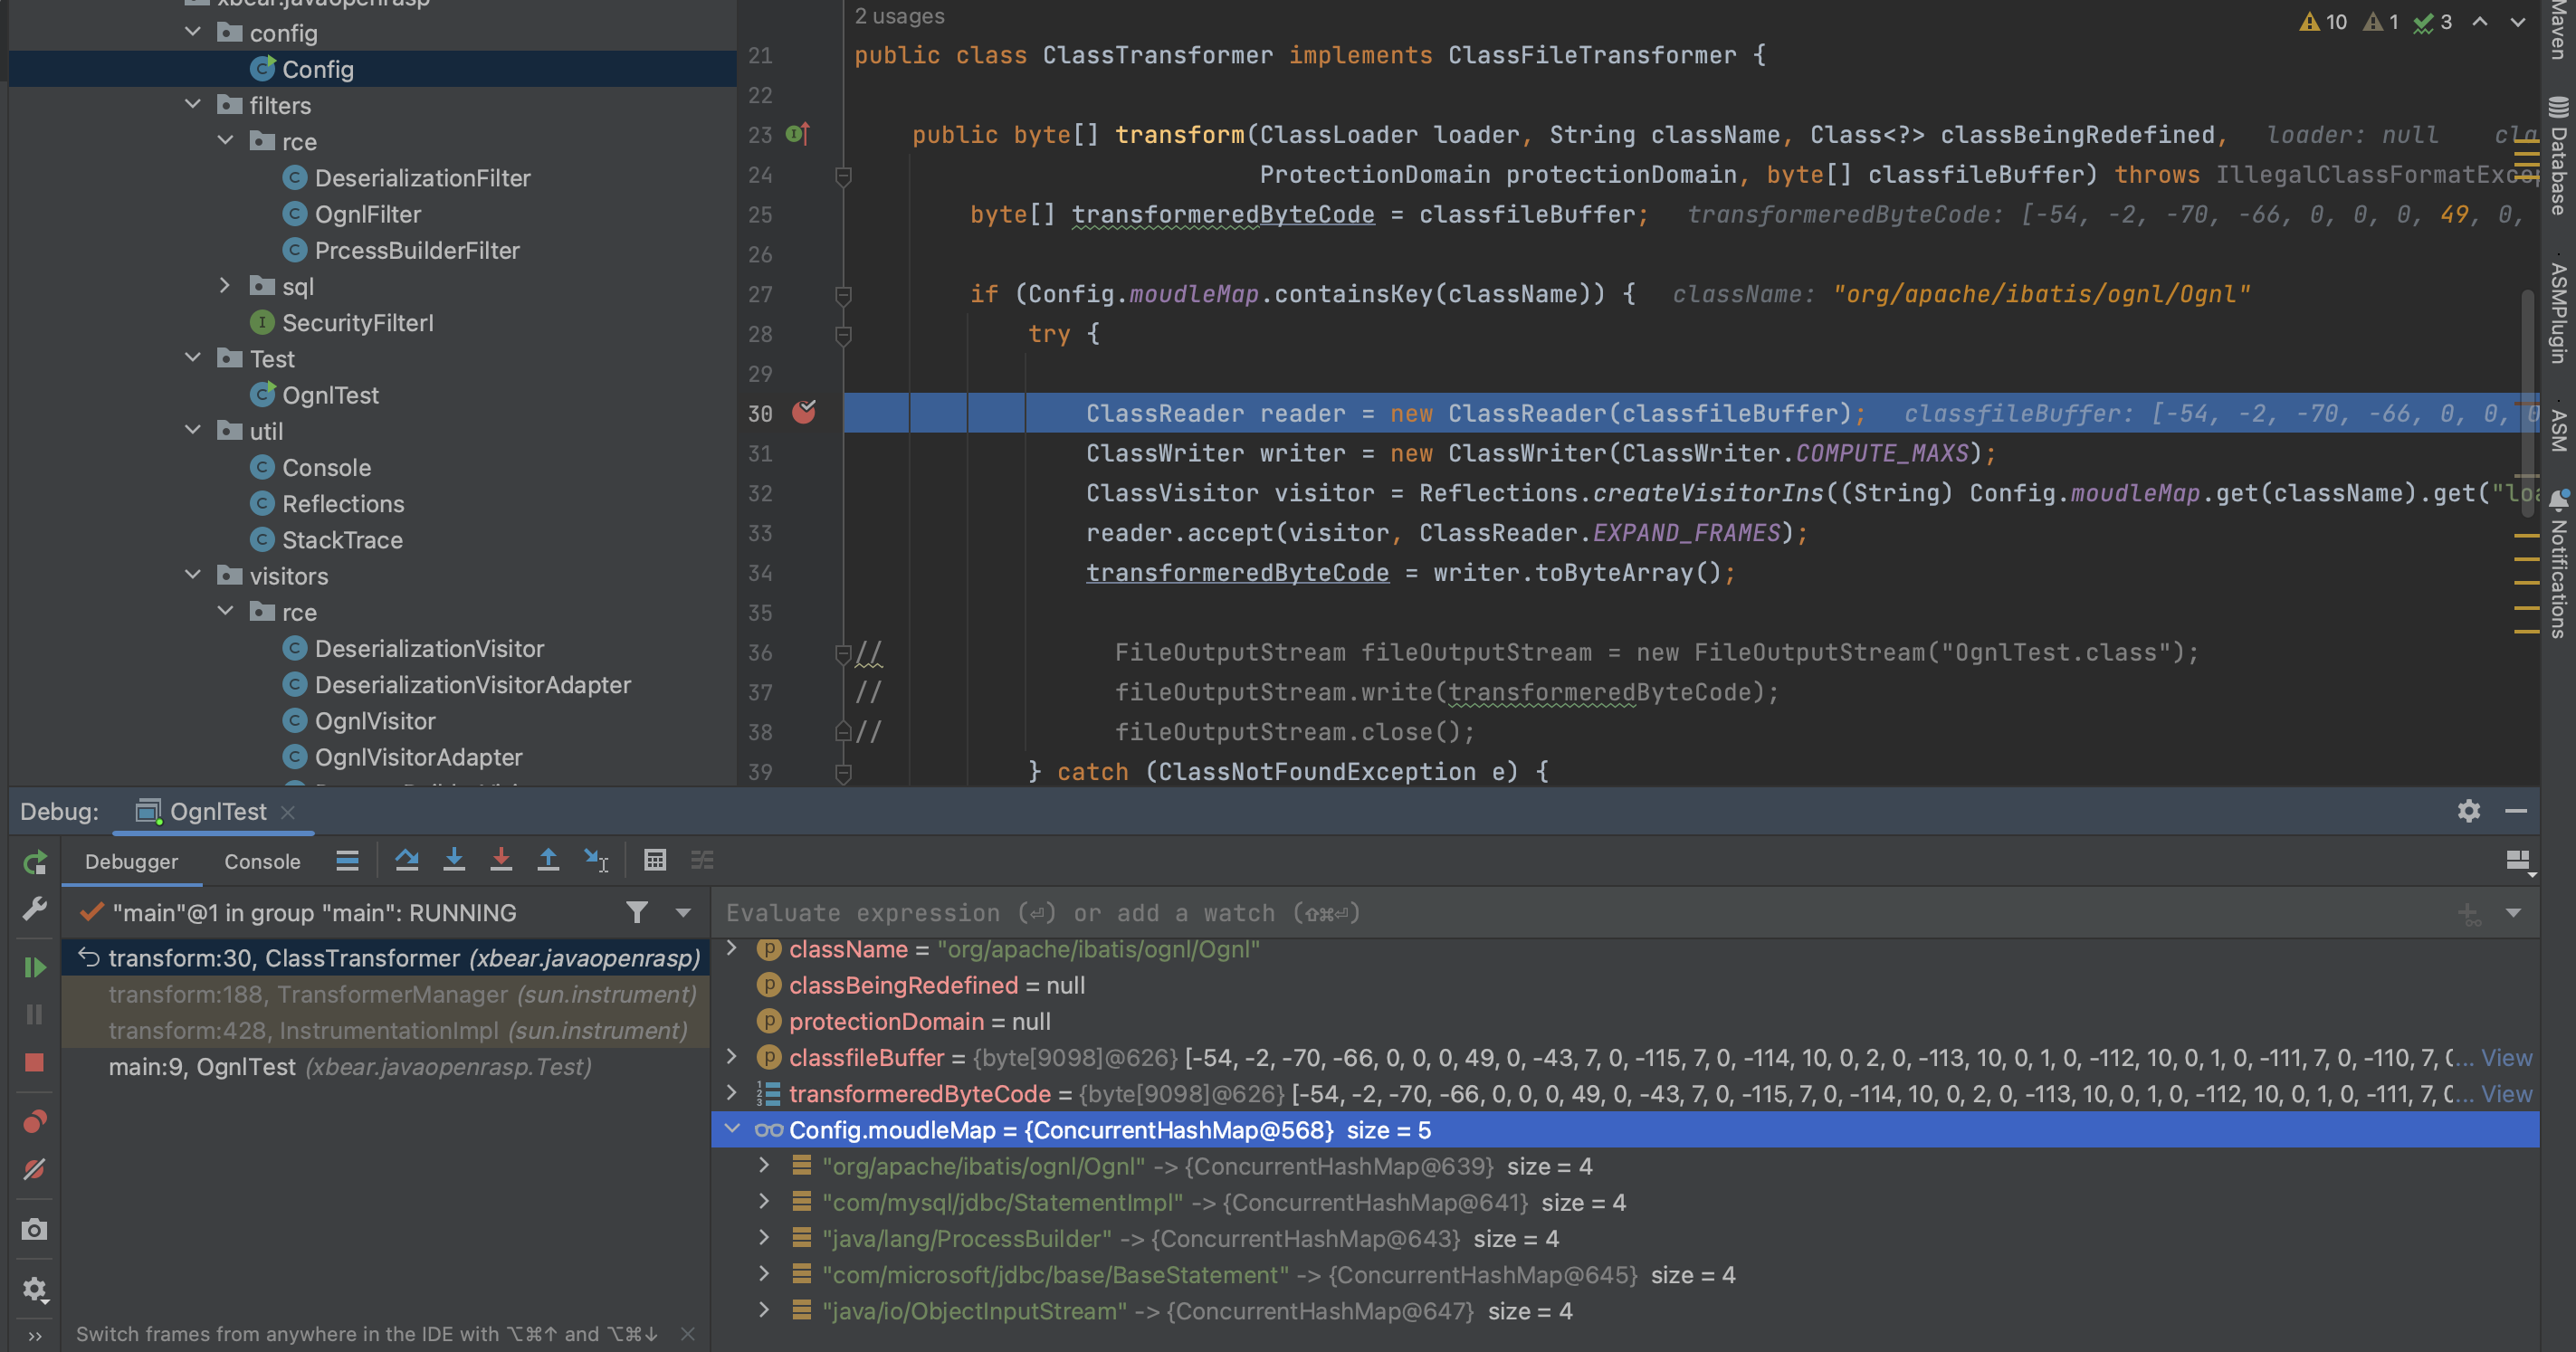 xbear.javaopenrasp
config
Config
filters
rce
DeserializationFilter
OgnlFilter
PrcessBuilderFilter
sql
SecurityFilterI
Test
OgnlTest
util
Console
Reflections
StackTrace
visitors
rce
DeserializationVisitor
DeserializationVisitorAdapter
OgnlVisitor
OgnlVisitorAdapter
2 usages
10 1 3
21 public class ClassTransformer implements ClassFileTransformer {
22
23 public byte[] transform(ClassLoader loader, String className, Class<?> classBeingRedefined, loader: null cla
24 ProtectionDomain protectionDomain, byte[] classfileBuffer) throws IllegalClassFormatExcep
25 byte[] transformeredByteCode = classfileBuffer; transformeredByteCode: [-54, -2, -70, -66, 0, 0, 0, 49, 0,
26
27 if (Config.moudleMap.containsKey(className)) { className: "org/apache/ibatis/ognl/Ognl"
28 try {
29
30 ClassReader reader = new ClassReader(classfileBuffer); classfileBuffer: [-54, -2, -70, -66, 0, 0, 0
31 ClassWriter writer = new ClassWriter(ClassWriter.COMPUTE_MAXS);
32 ClassVisitor visitor = Reflections.createVisitorIns((String) Config.moudleMap.get(className).get("loa
33 reader.accept(visitor, ClassReader.EXPAND_FRAMES);
34 transformeredByteCode = writer.toByteArray();
35
36 // FileOutputStream fileOutputStream = new FileOutputStream("OgnlTest.class");
37 // fileOutputStream.write(transformeredByteCode);
38 // fileOutputStream.close();
39 } catch (ClassNotFoundException e) {
Maven
Database
ASMPlugin
ASM
Notifications
Debug: OgnlTest
Debugger Console
"main"@1 in group "main": RUNNING
transform:30, ClassTransformer (xbear.javaopenrasp)
transform:188, TransformerManager (sun.instrument)
transform:428, InstrumentationImpl (sun.instrument)
main:9, OgnlTest (xbear.javaopenrasp.Test)
Switch frames from anywhere in the IDE with ⌥⌘↑ and ⌥⌘↓
Evaluate expression (⏎) or add a watch (⇧⌘⏎)
className = "org/apache/ibatis/ognl/Ognl"
classBeingRedefined = null
protectionDomain = null
classfileBuffer = {byte[9098]@626} [-54, -2, -70, -66, 0, 0, 0, 49, 0, -43, 7, 0, -115, 7, 0, -114, 10, 0, 2, 0, -113, 10, 0, 1, 0, -112, 10, 0, 1, 0, -111, 7, 0, -110, 7, 0... View
transformeredByteCode = {byte[9098]@626} [-54, -2, -70, -66, 0, 0, 0, 49, 0, -43, 7, 0, -115, 7, 0, -114, 10, 0, 2, 0, -113, 10, 0, 1, 0, -112, 10, 0, 1, 0, -111, 7, 0... View
Config.moudleMap = {ConcurrentHashMap@568} size = 5
"org/apache/ibatis/ognl/Ognl" -> {ConcurrentHashMap@639} size = 4
"com/mysql/jdbc/StatementImpl" -> {ConcurrentHashMap@641} size = 4
"java/lang/ProcessBuilder" -> {ConcurrentHashMap@643} size = 4
"com/microsoft/jdbc/base/BaseStatement" -> {ConcurrentHashMap@645} size = 4
"java/io/ObjectInputStream" -> {ConcurrentHashMap@647} size = 4